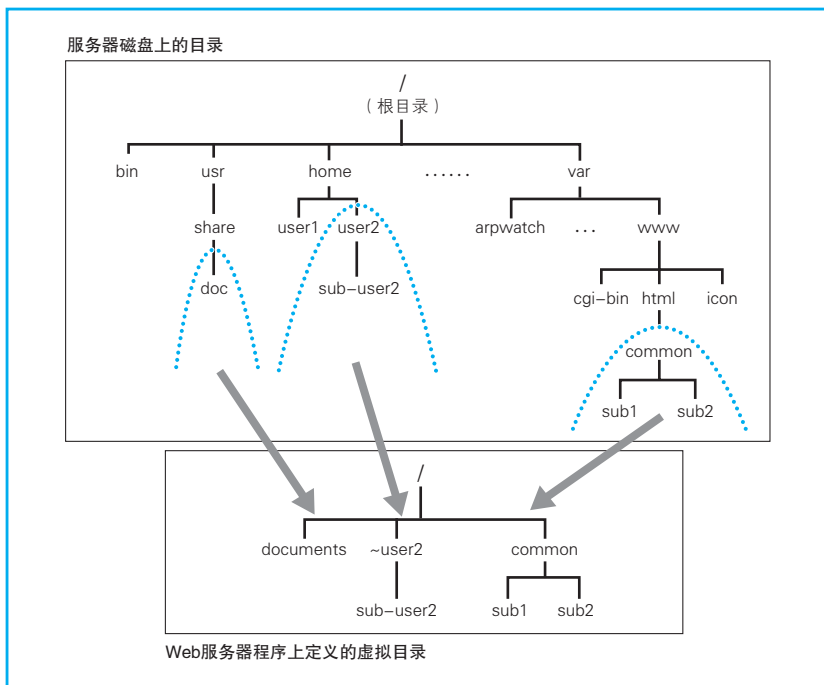 服务器磁盘上的目录
/
（根目录）
bin usr home ...... var
share user1 user2 arpwatch ... www
doc sub-user2 cgi-bin html icon
common
sub1 sub2
/
documents ~user2 common
sub-user2 sub1 sub2
Web服务器程序上定义的虚拟目录